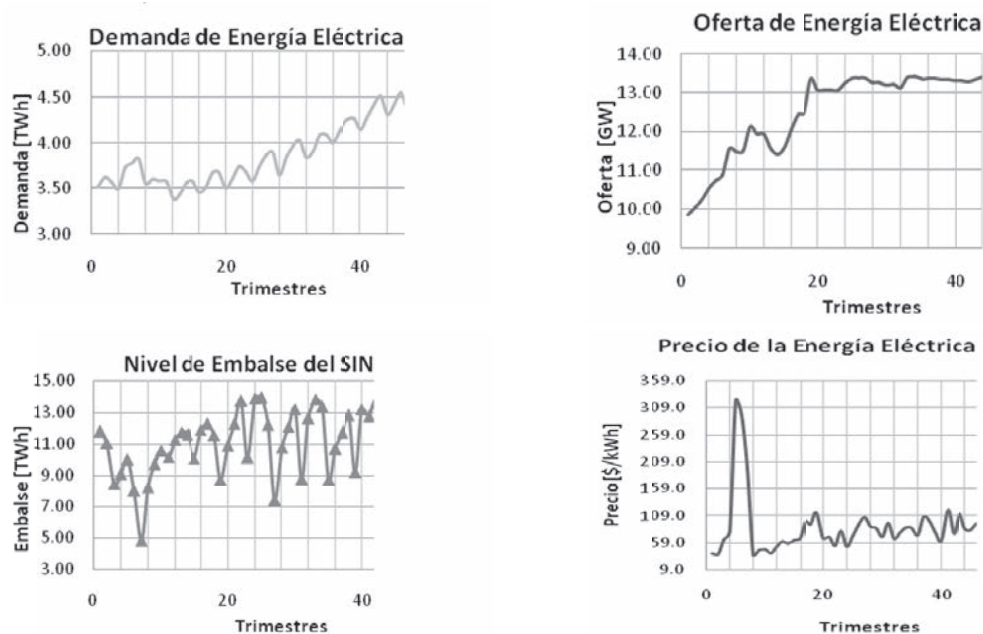 Demanda de Energía Eléctrica
Demanda [TWh]
5.00
4.50
4.00
3.50
3.00
0 20 40
Trimestres
Oferta de Energía Eléctrica
Oferta [GW]
14.00
13.00
12.00
11.00
10.00
9.00
0 20 40
Trimestres
Nivel de Embalse del SIN
Embalse [TWh]
15.00
13.00
11.00
9.00
7.00
5.00
3.00
0 20 40
Trimestres
Precio de la Energía Eléctrica
Precio [$/kWh]
359.0
309.0
259.0
209.0
159.0
109.0
59.0
9.0
0 20 40
Trimestres